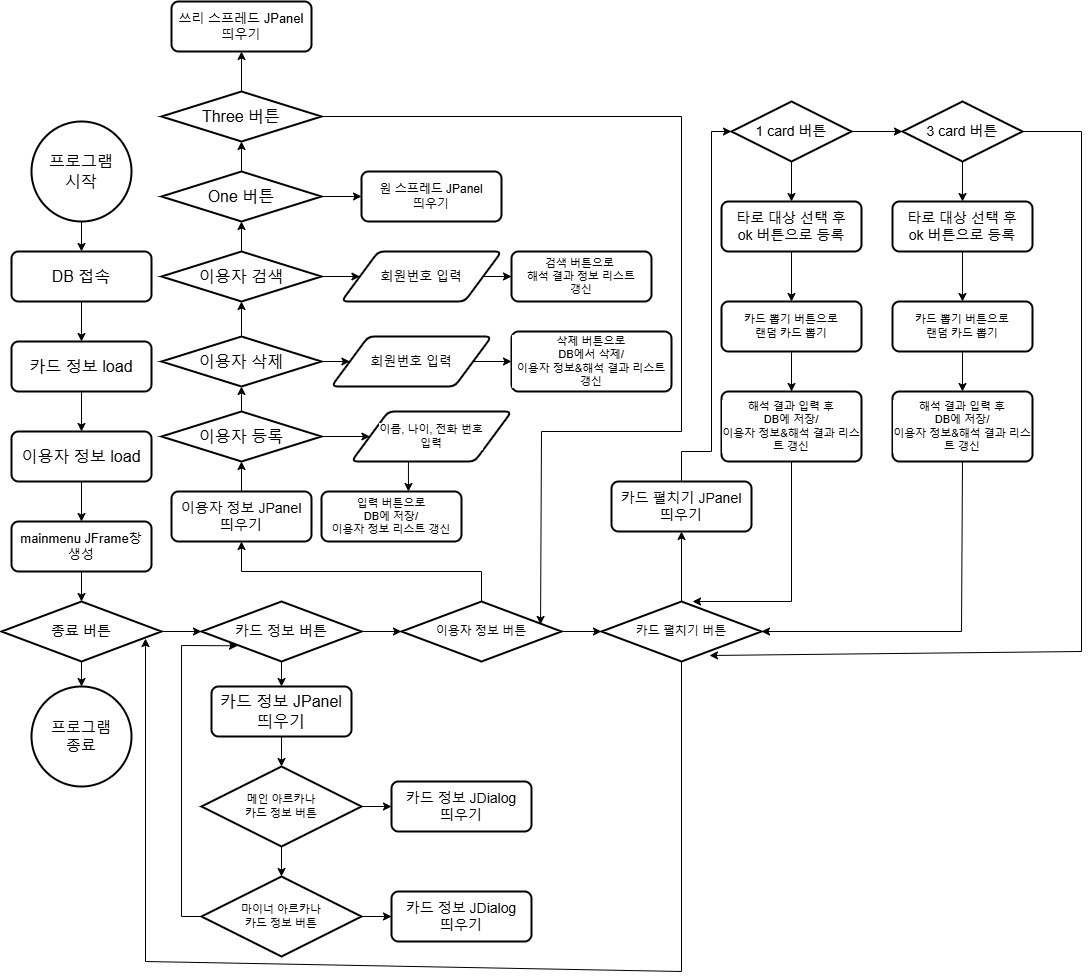 쓰리 스프레드 JPanel
띄우기
Three 버튼
One 버튼
원 스프레드 JPanel
띄우기
이용자 검색
회원번호 입력
검색 버튼으로
해석 결과 정보 리스트
갱신
이용자 삭제
회원번호 입력
삭제 버튼으로
DB에서 삭제/
이용자 정보&해석 결과 리스트
갱신
이용자 등록
이름, 나이, 전화 번호
입력
입력 버튼으로
DB에 저장/
이용자 정보 리스트 갱신
이용자 정보 JPanel
띄우기
프로그램
시작
DB 접속
카드 정보 load
이용자 정보 load
mainmenu JFrame창
생성
종료 버튼
프로그램
종료
카드 정보 버튼
카드 정보 JPanel
띄우기
메인 아르카나
카드 정보 버튼
카드 정보 JDialog
띄우기
마이너 아르카나
카드 정보 버튼
카드 정보 JDialog
띄우기
이용자 정보 버튼
카드 펼치기 버튼
카드 펼치기 JPanel
띄우기
1 card 버튼
타로 대상 선택 후
ok 버튼으로 등록
카드 뽑기 버튼으로
랜덤 카드 뽑기
해석 결과 입력 후
DB에 저장/
이용자 정보&해석 결과 리스
트 갱신
3 card 버튼
타로 대상 선택 후
ok 버튼으로 등록
카드 뽑기 버튼으로
랜덤 카드 뽑기
해석 결과 입력 후
DB에 저장/
이용자 정보&해석 결과 리스
트 갱신